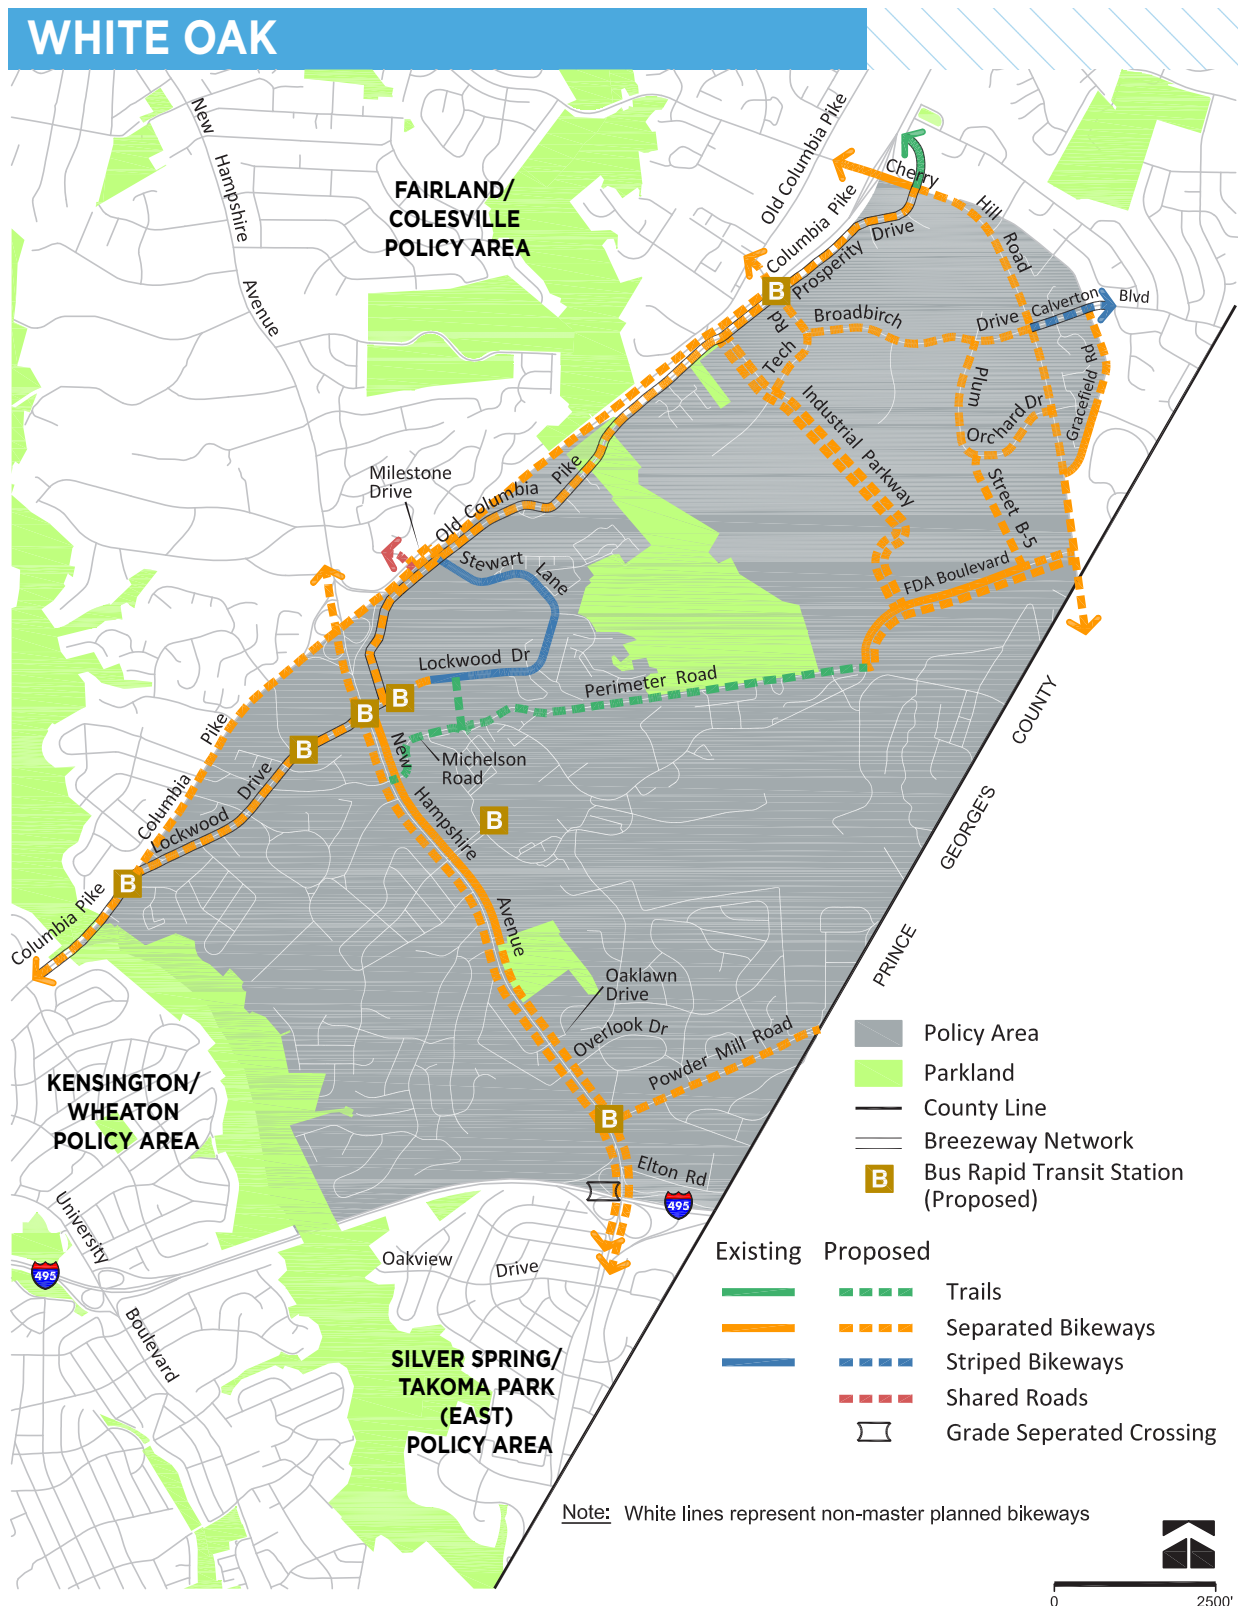 WHITE OAK
New
Hampshire
Avenue
FAIRLAND/
COLESVILLE
POLICY AREA
Old Columbia Pike
Columbia Pike
Cherry
Hill
Road
Prosperity
Drive
B
Rd
Tech
Broadbirch
Drive
Calverton
Blvd
Plum
Orchard Dr
Gracefield Rd
Industrial Parkway
Street B-5
FDA Boulevard
Milestone
Drive
Old Columbia
Pike
Stewart
Lane
Lockwood Dr
Perimeter Road
B
B
B
Columbia
Pike
Lockwood
Drive
New
Hampshire
Avenue
Michelson
Road
B
B
Columbia Pike
Oaklawn
Drive
Overlook Dr
Powder Mill Road
B
Elton Rd
495
PRINCE
GEORGE'S
COUNTY
KENSINGTON/
WHEATON
POLICY AREA
University
Boulevard
495
Oakview
Drive
SILVER SPRING/
TAKOMA PARK
(EAST)
POLICY AREA
Policy Area
Parkland
County Line
Breezeway Network
B
Bus Rapid Transit Station
(Proposed)
Existing Proposed
Trails
Separated Bikeways
Striped Bikeways
Shared Roads
Grade Seperated Crossing
Note: White lines represent non-master planned bikeways
0 2500'